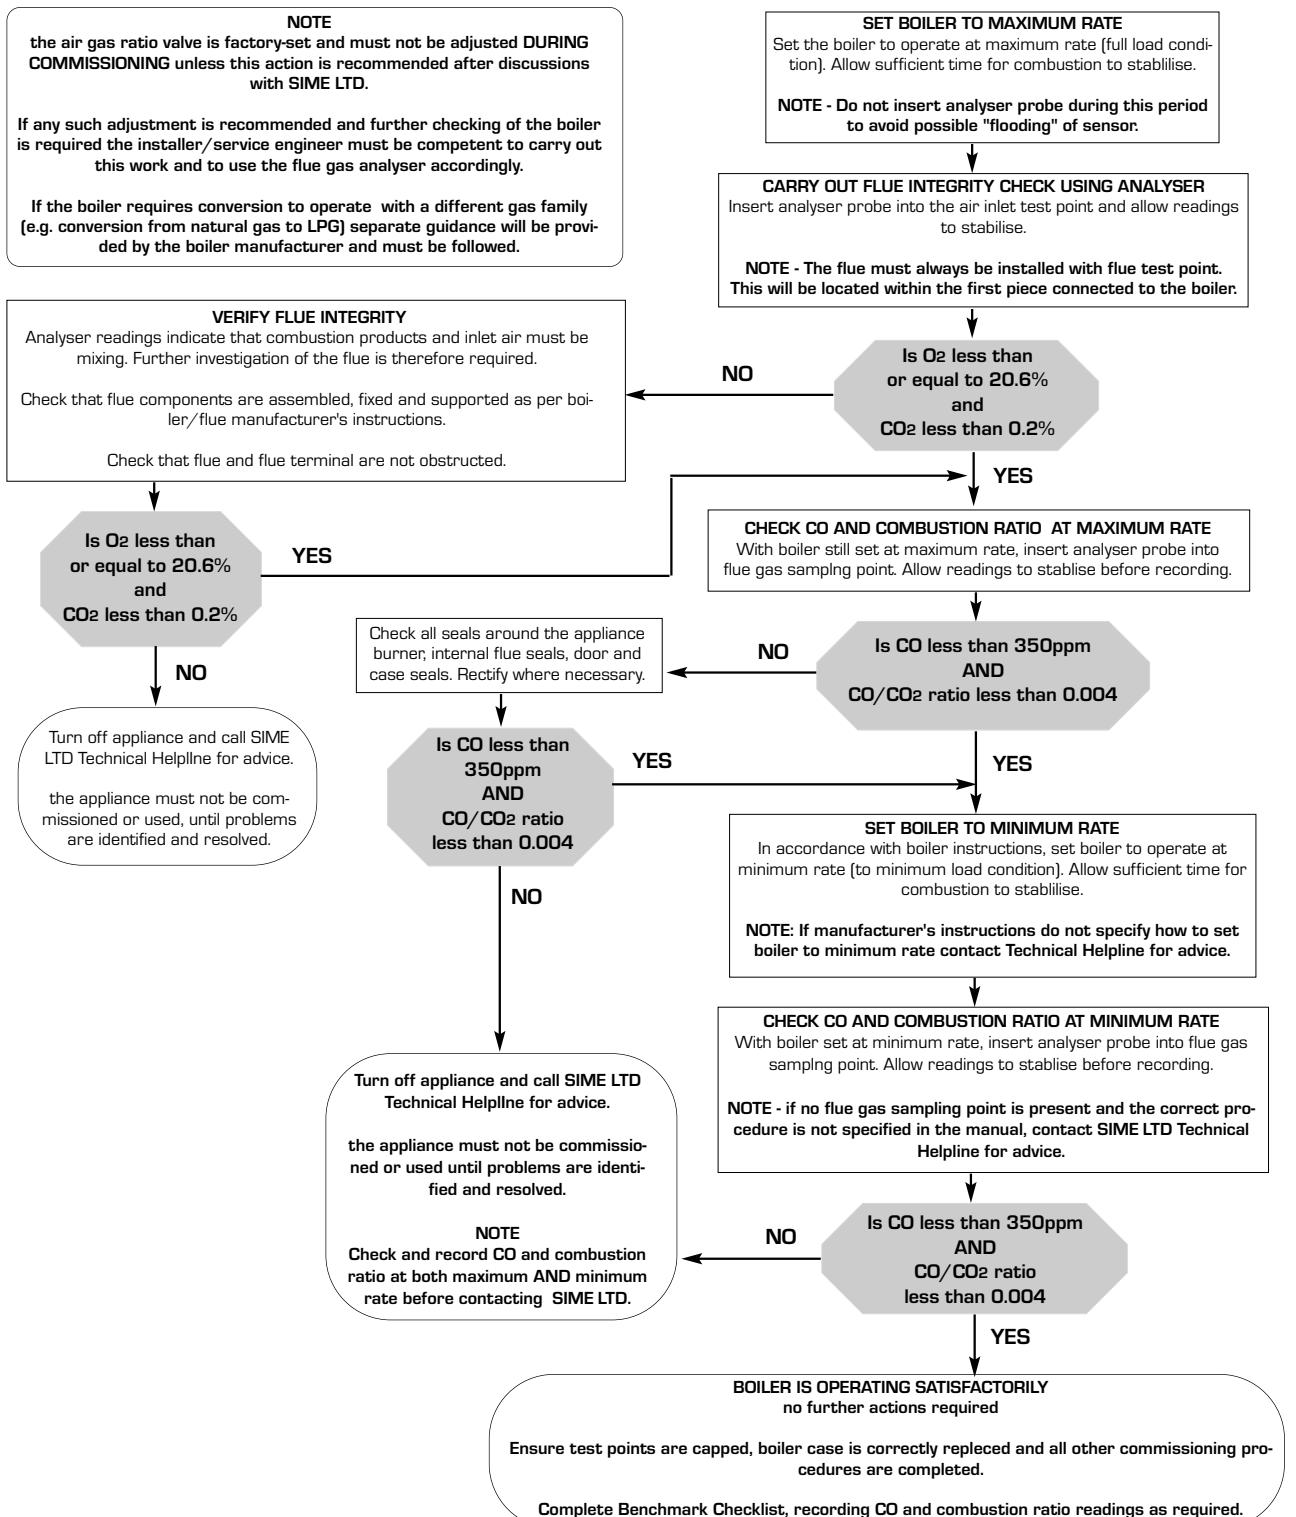 NOTE
the air gas ratio valve is factory-set and must not be adjusted DURING
COMMISSIONING unless this action is recommended after discussions
with SIME LTD.
If any such adjustment is recommended and further checking of the boiler
is required the installer/service engineer must be competent to carry out
this work and to use the flue gas analyser accordingly.
If the boiler requires conversion to operate with a different gas family
(e.g. conversion from natural gas to LPG) separate guidance will be provi-
ded by the boiler manufacturer and must be followed.
SET BOILER TO MAXIMUM RATE
Set the boiler to operate at maximum rate (full load condi-
tion). Allow sufficient time for combustion to stablilise.
NOTE - Do not insert analyser probe during this period
to avoid possible "flooding" of sensor.
CARRY OUT FLUE INTEGRITY CHECK USING ANALYSER
Insert analyser probe into the air inlet test point and allow readings
to stabilise.
NOTE - The flue must always be installed with flue test point.
This will be located within the first piece connected to the boiler.
Is O2 less than
or equal to 20.6%
and
CO2 less than 0.2%
NO
YES
VERIFY FLUE INTEGRITY
Analyser readings indicate that combustion products and inlet air must be
mixing. Further investigation of the flue is therefore required.
Check that flue components are assembled, fixed and supported as per boi-
ler/flue manufacturer's instructions.
Check that flue and flue terminal are not obstructed.
Is O2 less than
or equal to 20.6%
and
CO2 less than 0.2%
YES
NO
Turn off appliance and call SIME
LTD Technical HelplIne for advice.
the appliance must not be com-
missioned or used, until problems
are identified and resolved.
CHECK CO AND COMBUSTION RATIO AT MAXIMUM RATE
With boiler still set at maximum rate, insert analyser probe into
flue gas samplng point. Allow readings to stablise before recording.
Is CO less than 350ppm
AND
CO/CO2 ratio less than 0.004
NO
YES
Check all seals around the appliance
burner, internal flue seals, door and
case seals. Rectify where necessary.
Is CO less than
350ppm
AND
CO/CO2 ratio
less than 0.004
YES
NO
SET BOILER TO MINIMUM RATE
In accordance with boiler instructions, set boiler to operate at
minimum rate (to minimum load condition). Allow sufficient time for
combustion to stablilise.
NOTE: If manufacturer's instructions do not specify how to set
boiler to minimum rate contact Technical Helpline for advice.
CHECK CO AND COMBUSTION RATIO AT MINIMUM RATE
With boiler set at minimum rate, insert analyser probe into flue gas
samplng point. Allow readings to stablise before recording.
NOTE - if no flue gas sampling point is present and the correct pro-
cedure is not specified in the manual, contact SIME LTD Technical
Helpline for advice.
Is CO less than 350ppm
AND
CO/CO2 ratio
less than 0.004
NO
YES
Turn off appliance and call SIME LTD
Technical HelplIne for advice.
the appliance must not be commissio-
ned or used until problems are identi-
fied and resolved.
NOTE
Check and record CO and combustion
ratio at both maximum AND minimum
rate before contacting SIME LTD.
BOILER IS OPERATING SATISFACTORILY
no further actions required
Ensure test points are capped, boiler case is correctly repleced and all other commissioning pro-
cedures are completed.
Complete Benchmark Checklist, recording CO and combustion ratio readings as required.